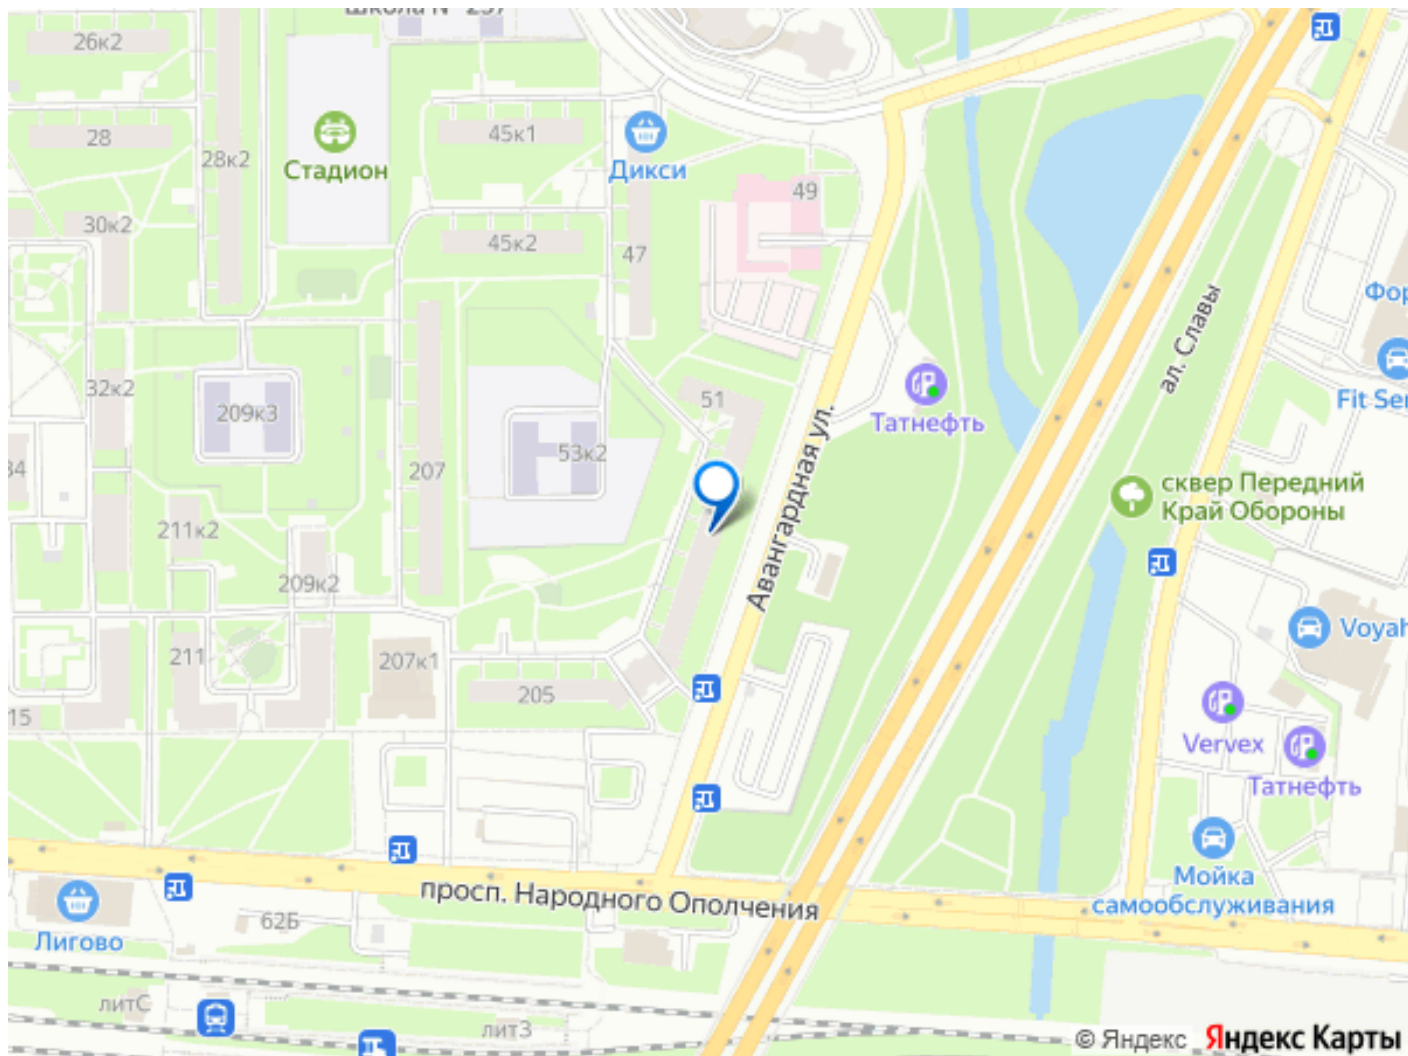 26к2
28
28к2
Стадион
45к1
Дикси
49
30к2
45к2
47
ал. Славы
32к2
209к3
51
Татнефть
Fit Ser
53к2
207
Авангардная ул.
сквер Передний
Край Обороны
34
211к2
209к2
Voyah
211
207к1
205
15
Vervex
Татнефть
Мойка
самообслуживания
просп. Народного Ополчения
62Б
Лигово
литС
литЗ
© Яндекс Яндекс Карты